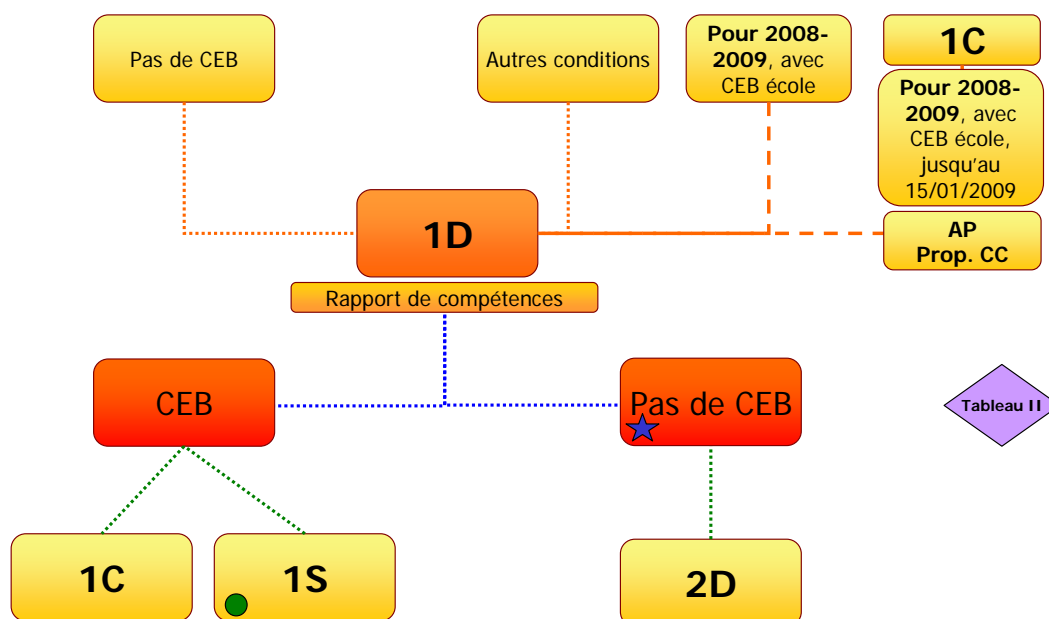 Pas de CEB
Autres conditions
Pour 2008-
2009, avec
CEB école
1C
Pour 2008-
2009, avec
CEB école,
jusqu'au
15/01/2009
1D
AP
Prop. CC
Rapport de compétences
CEB
Pas de CEB
Tableau II
1C
1S
2D